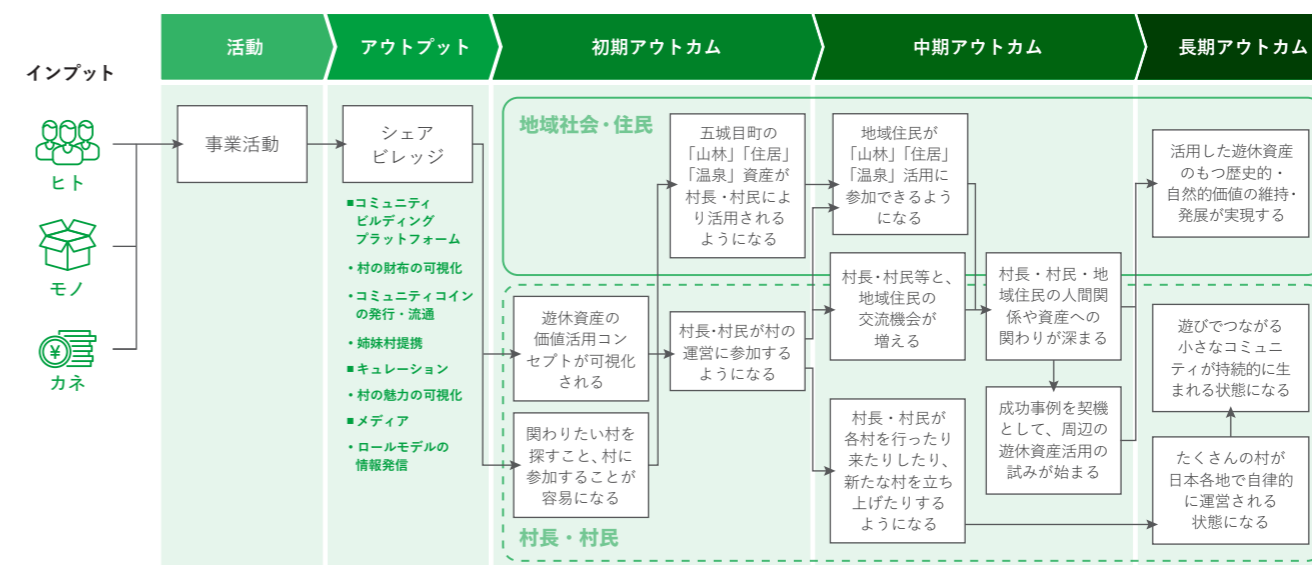 インプット
活動
アウトプット
初期アウトカム
中期アウトカム
長期アウトカム
ヒト
モノ
カネ
事業活動
シェア
ビレッジ
■コミュニティ
ビルディング
プラットフォーム
・村の財布の可視化
・コミュニティコイン
の発行・流通
・姉妹村提携
■キュレーション
・村の魅力の可視化
■メディア
・ロールモデルの
情報発信
地域社会・住民
五城目町の
「山林」「住居」
「温泉」資産が
村長・村民によ
り活用される
ようになる
地域住民が
「山林」「住居」
「温泉」活用に
参加できるよう
になる
活用した遊休資産
のもつ歴史的・
自然的価値の維持・
発展が実現する
遊休資産の
価値活用コン
セプトが可視化
される
村長・村民が村の
運営に参加する
ようになる
村長・村民等と、
地域住民の
交流機会が
増える
村長・村民・地
域住民の人間関
係や資産への
関わりが深まる
遊びでつながる
小さなコミュニ
ティが持続的に生
まれる状態になる
関わりたい村を
探すこと、村に
参加することが
容易になる
村長・村民が
各村を行ったり
来たりしたり、
新たな村を立ち
上げたりする
ようになる
成功事例を契機
として、周辺の
遊休資産活用の
試みが始まる
たくさんの村が
日本各地で自律的
に運営される
状態になる
村長・村民